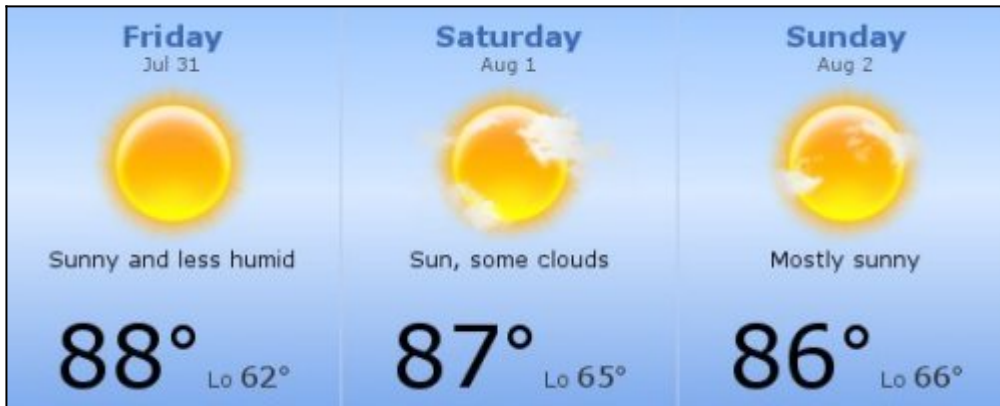 Friday
Jul 31
Sunny and less humid
88° Lo 62°
Saturday
Aug 1
Sun, some clouds
87° Lo 65°
Sunday
Aug 2
Mostly sunny
86° Lo 66°